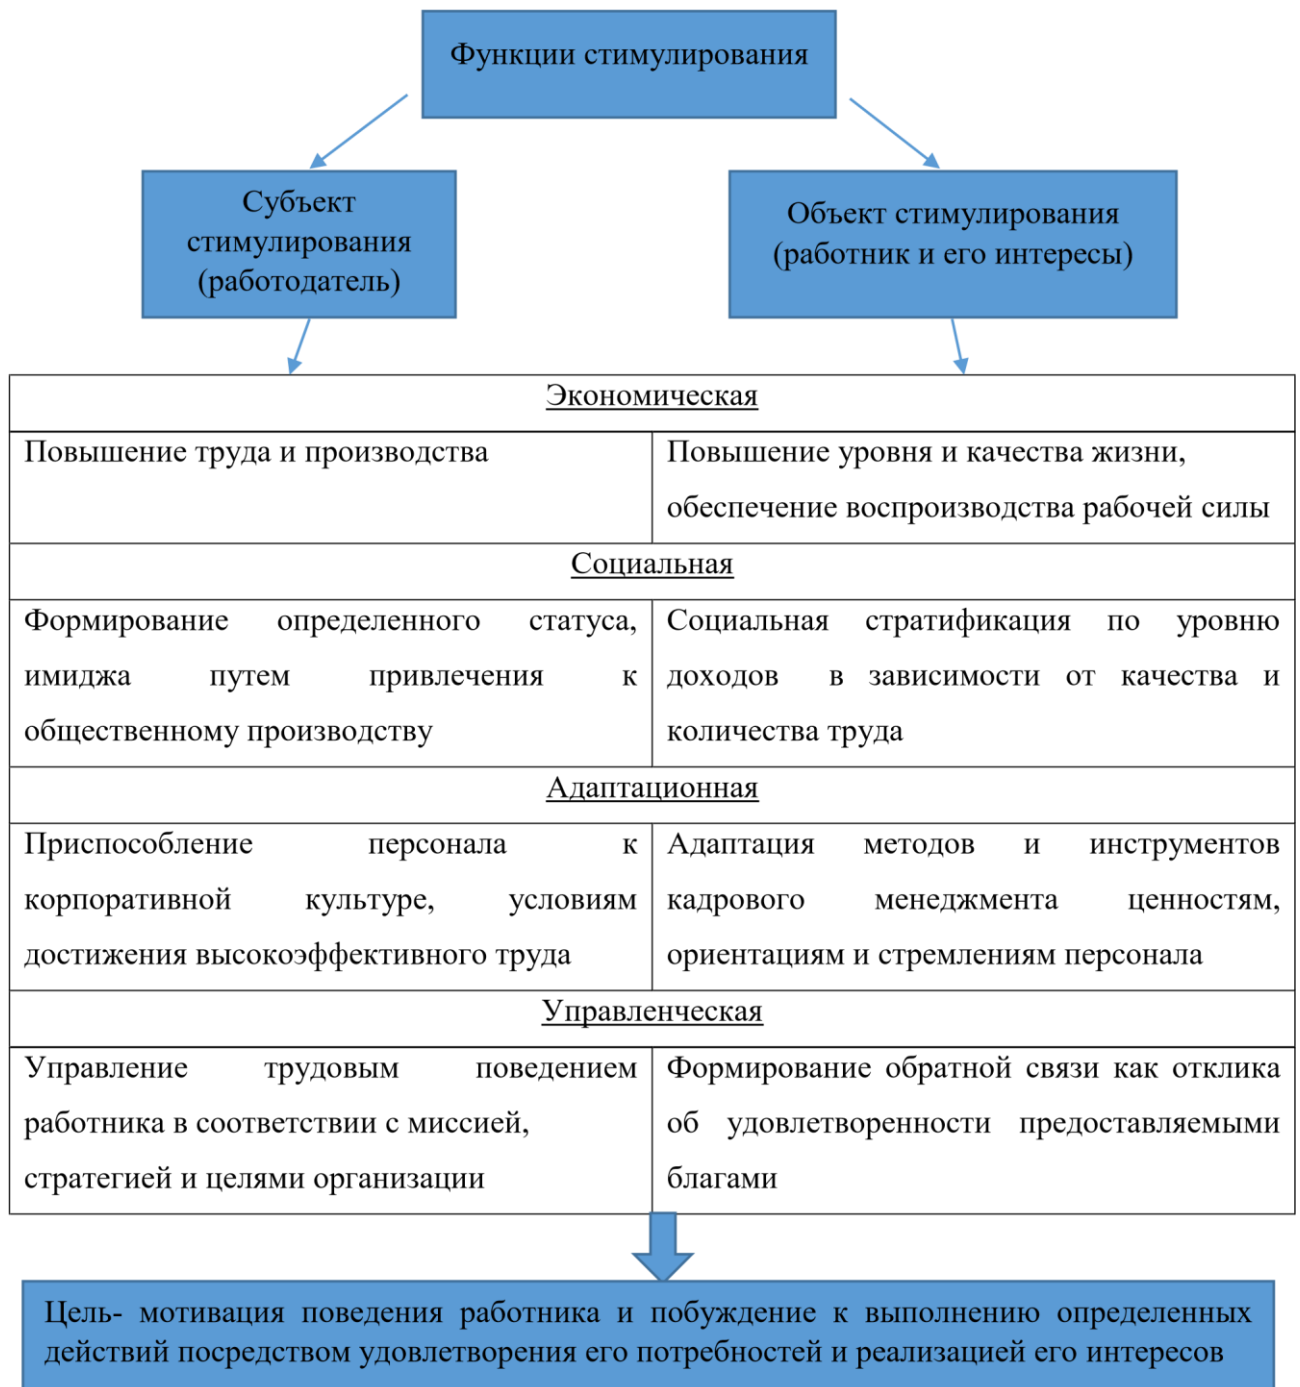 Функции стимулирования
Субъект
стимулирования
(работодатель)
Объект стимулирования
(работник и его интересы)
Экономическая
Повышение труда и производства
Повышение уровня и качества жизни,
обеспечение воспроизводства рабочей силы
Социальная
Формирование определенного статуса,
имиджа путем привлечения к
общественному производству
Социальная стратификация по уровню
доходов в зависимости от качества и
количества труда
Адаптационная
Приспособление персонала к
корпоративной культуре, условиям
достижения высокоэффективного труда
Адаптация методов и инструментов
кадрового менеджмента ценностям,
ориентациям и стремлениям персонала
Управленческая
Управление трудовым поведением
работника в соответствии с миссией,
стратегией и целями организации
Формирование обратной связи как отклика
об удовлетворенности предоставляемыми
благами
Цель- мотивация поведения работника и побуждение к выполнению определенных
действий посредством удовлетворения его потребностей и реализацией его интересов